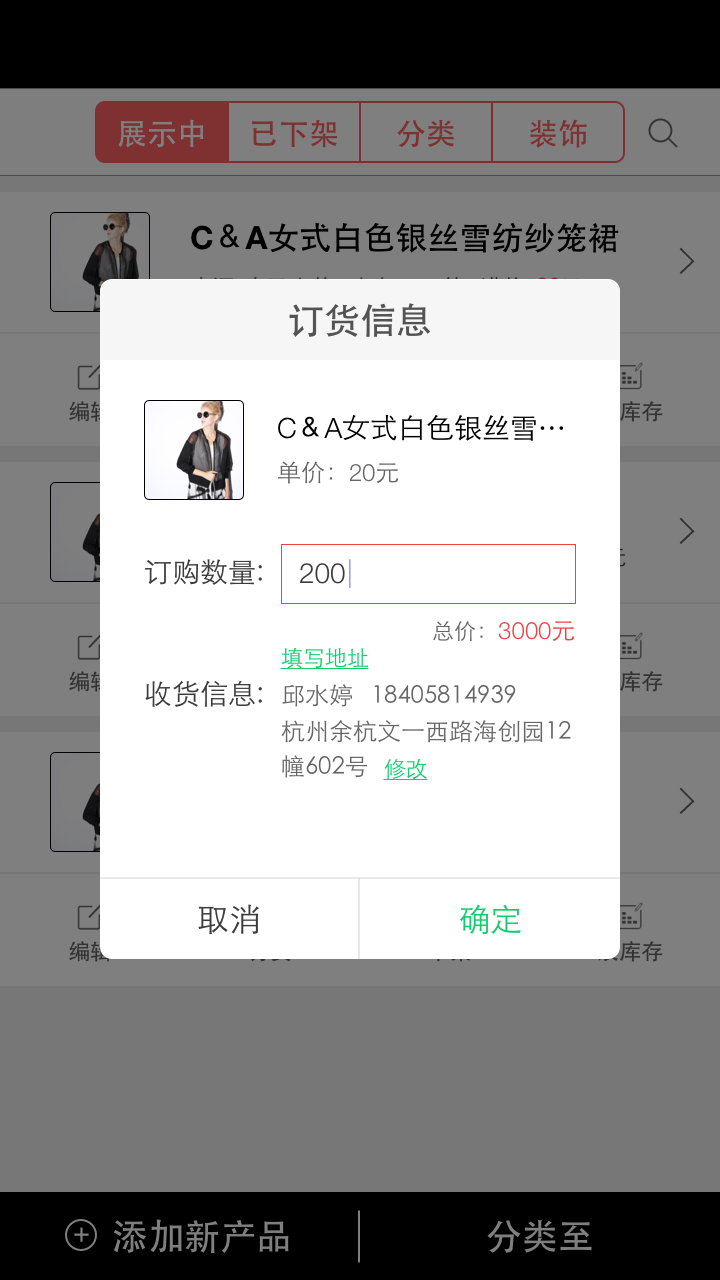 展示中 已下架 分类 装饰
C&A女式白色银丝雪纺纱笼裙
订货信息
C&A女式白色银丝雪…
单价：20元
订购数量： 200
总价：3000元
填写地址
收货信息： 邱水婷 18405814939
杭州余杭文一西路海创园12
幢602号 修改
取消 确定
编辑 库存
编辑 库存
编辑 库存
添加新产品 分类至